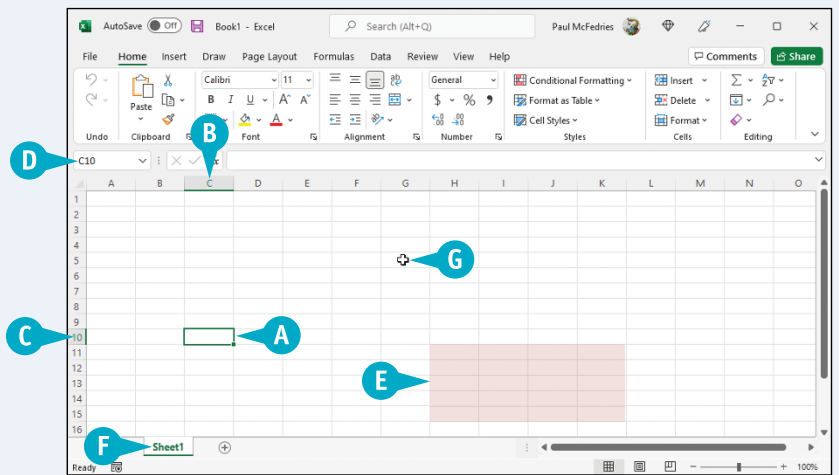 AutoSave Off Book1 - Excel Search (Alt+Q) Paul McFedries
File Home Insert Draw Page Layout Formulas Data Review View Help Comments Share
Calibri 11 General Conditional Formatting Insert
Paste B I U A A $ % 9 Format as Table Delete
A Cell Styles Format
Undo Clipboard Font Alignment Number Styles Cells Editing
B
D C10
A B C D E F G H I J K L M N O
1
2
3
4
5 G
6
7
8
9
C 10 A
11
12
13 E
14
15
16
F Sheet1
Ready 100%